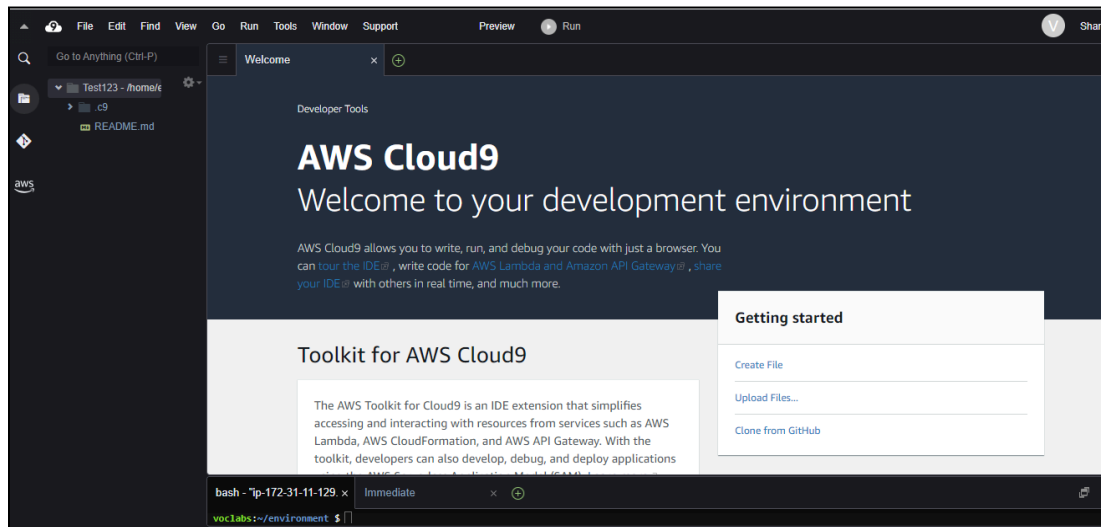 File Edit Find View Go Run Tools Window Support Preview Run V Shar
Go to Anything (Ctrl-P)
Welcome
Test123 - /home/e
.c9
README.md
aws
Developer Tools
AWS Cloud9
Welcome to your development environment
AWS Cloud9 allows you to write, run, and debug your code with just a browser. You
can tour the IDE , write code for AWS Lambda and Amazon API Gateway , share
your IDE with others in real time, and much more.
Getting started
Create File
Upload Files...
Clone from GitHub
Toolkit for AWS Cloud9
The AWS Toolkit for Cloud9 is an IDE extension that simplifies
accessing and interacting with resources from services such as AWS
Lambda, AWS CloudFormation, and AWS API Gateway. With the
toolkit, developers can also develop, debug, and deploy applications
bash - "ip-172-31-11-129. Immediate
voclabs:~/environment $